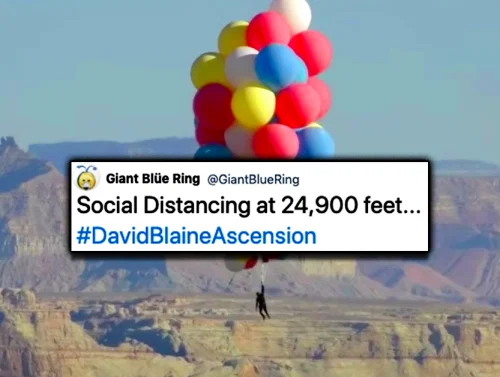 Giant Blüe Ring @GiantBlueRing
Social Distancing at 24,900 feet...
#DavidBlaineAscension